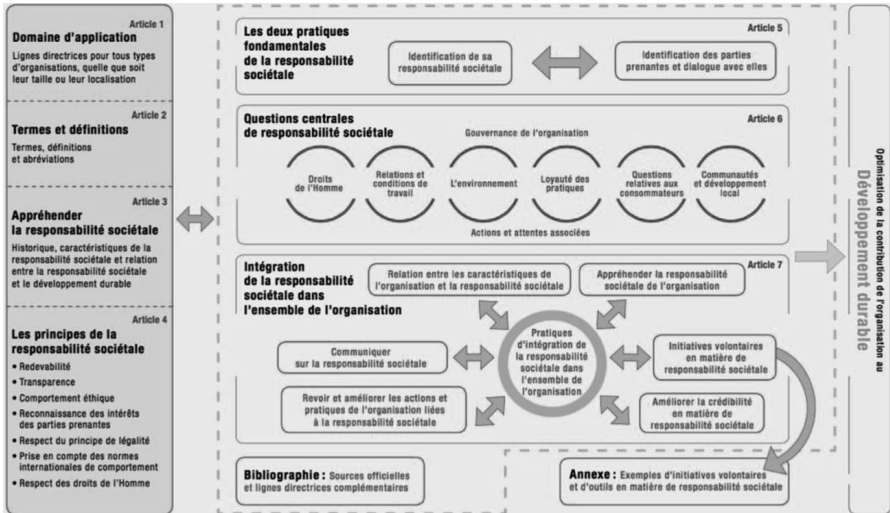 Article 1
Domaine d'application
Lignes directrices pour tous types
d'organisations, quelle que soit
leur taille ou leur localisation
Article 2
Termes et définitions
Termes, définitions
et abréviations
Article 3
Appréhender
la responsabilité sociétale
Historique, caractéristiques de la
responsabilité sociétale et relation
entre la responsabilité sociétale
et le développement durable
Article 4
Les principes de la
responsabilité sociétale
• Redevabilité
• Transparence
• Comportement éthique
• Reconnaissance des intérêts
des parties prenantes
• Respect du principe de légalité
• Prise en compte des normes
internationales de comportement
• Respect des droits de l'Homme
Les deux pratiques
fondamentales
de la responsabilité
sociétale
Article 5
Identification de sa
responsabilité sociétale
Identification des parties
prenantes et dialogue avec elles
Questions centrales
de responsabilité sociétale
Article 6
Gouvernance de l'organisation
Droits
de l'Homme
Relations et
conditions de
travail
L'environnement
Loyauté des
pratiques
Questions
relatives aux
consommateurs
Communautés
et développement
local
Actions et attentes associées
Intégration
de la responsabilité
sociétale dans
l'ensemble de l'organisation
Article 7
Relation entre les caractéristiques de
l'organisation et la responsabilité sociétale
Appréhender la responsabilité
sociétale de l'organisation
Pratiques
d'intégration de
la responsabilité
sociétale dans
l'ensemble de
l'organisation
Communiquer
sur la responsabilité sociétale
Initiatives volontaires
en matière de
responsabilité sociétale
Revoir et améliorer les actions et
pratiques de l'organisation liées
à la responsabilité sociétale
Améliorer la crédibilité
en matière de
responsabilité sociétale
Bibliographie : Sources officielles
et lignes directrices complémentaires
Annexe : Exemples d'initiatives volontaires
et d'outils en matière de responsabilité sociétale
Optimisation de la contribution de l'organisation au
Développement durable